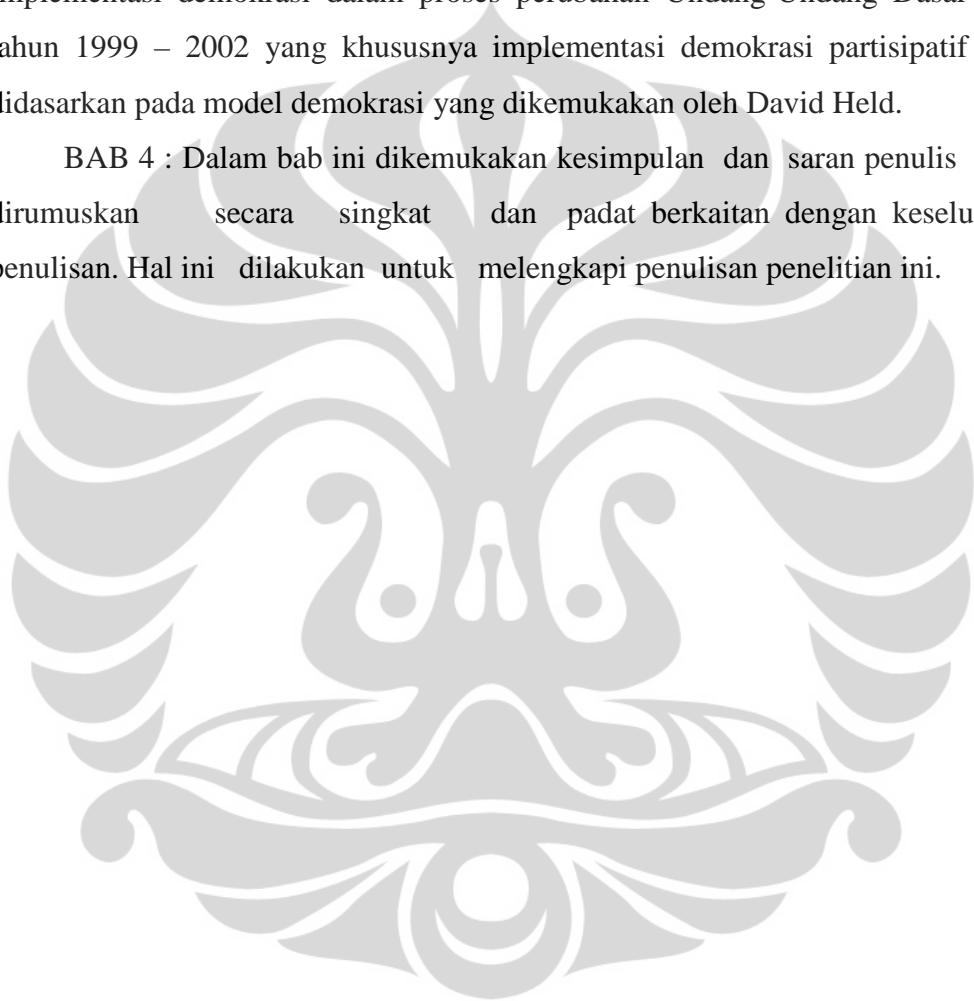 implementasi demokrasi dalam proses perubahan Undang-Undang Dasar
tahun 1999 – 2002 yang khususnya implementasi demokrasi partisipatif
didasarkan pada model demokrasi yang dikemukakan oleh David Held.
BAB 4 : Dalam bab ini dikemukakan kesimpulan dan saran penulis
dirumuskan secara singkat dan padat berkaitan dengan keselu
penulisan. Hal ini dilakukan untuk melengkapi penulisan penelitian ini.